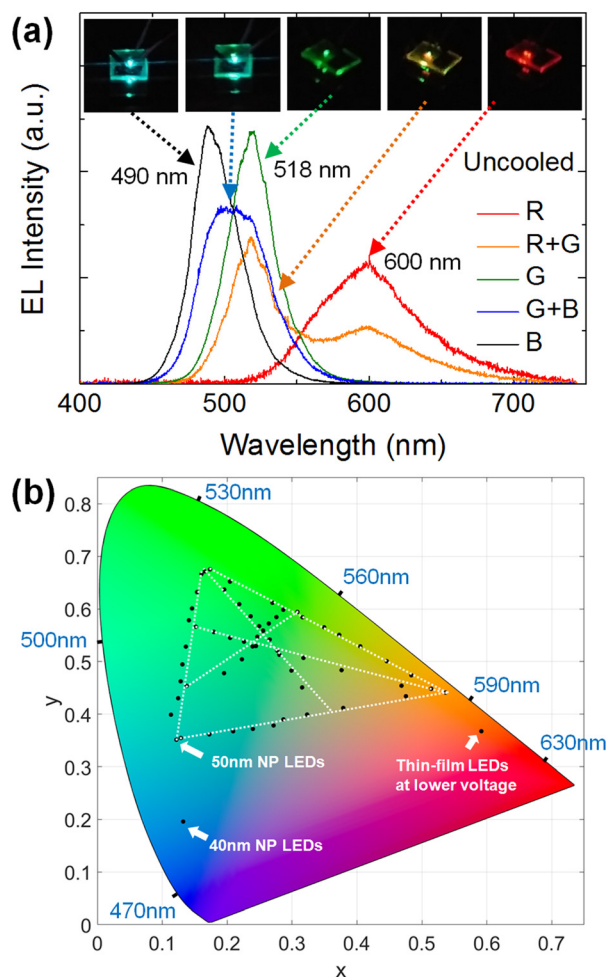 (a)
490 nm
518 nm
Uncooled
600 nm
R
R+G
G
G+B
B
EL Intensity (a.u.)
400 500 600 700
Wavelength (nm)
(b)
0.8
0.7
0.6
0.5
0.4
0.3
0.2
0.1
0
y
530nm
560nm
500nm
590nm
630nm
50nm NP LEDs
Thin-film LEDs
at lower voltage
40nm NP LEDs
470nm
0 0.1 0.2 0.3 0.4 0.5 0.6 0.7
x